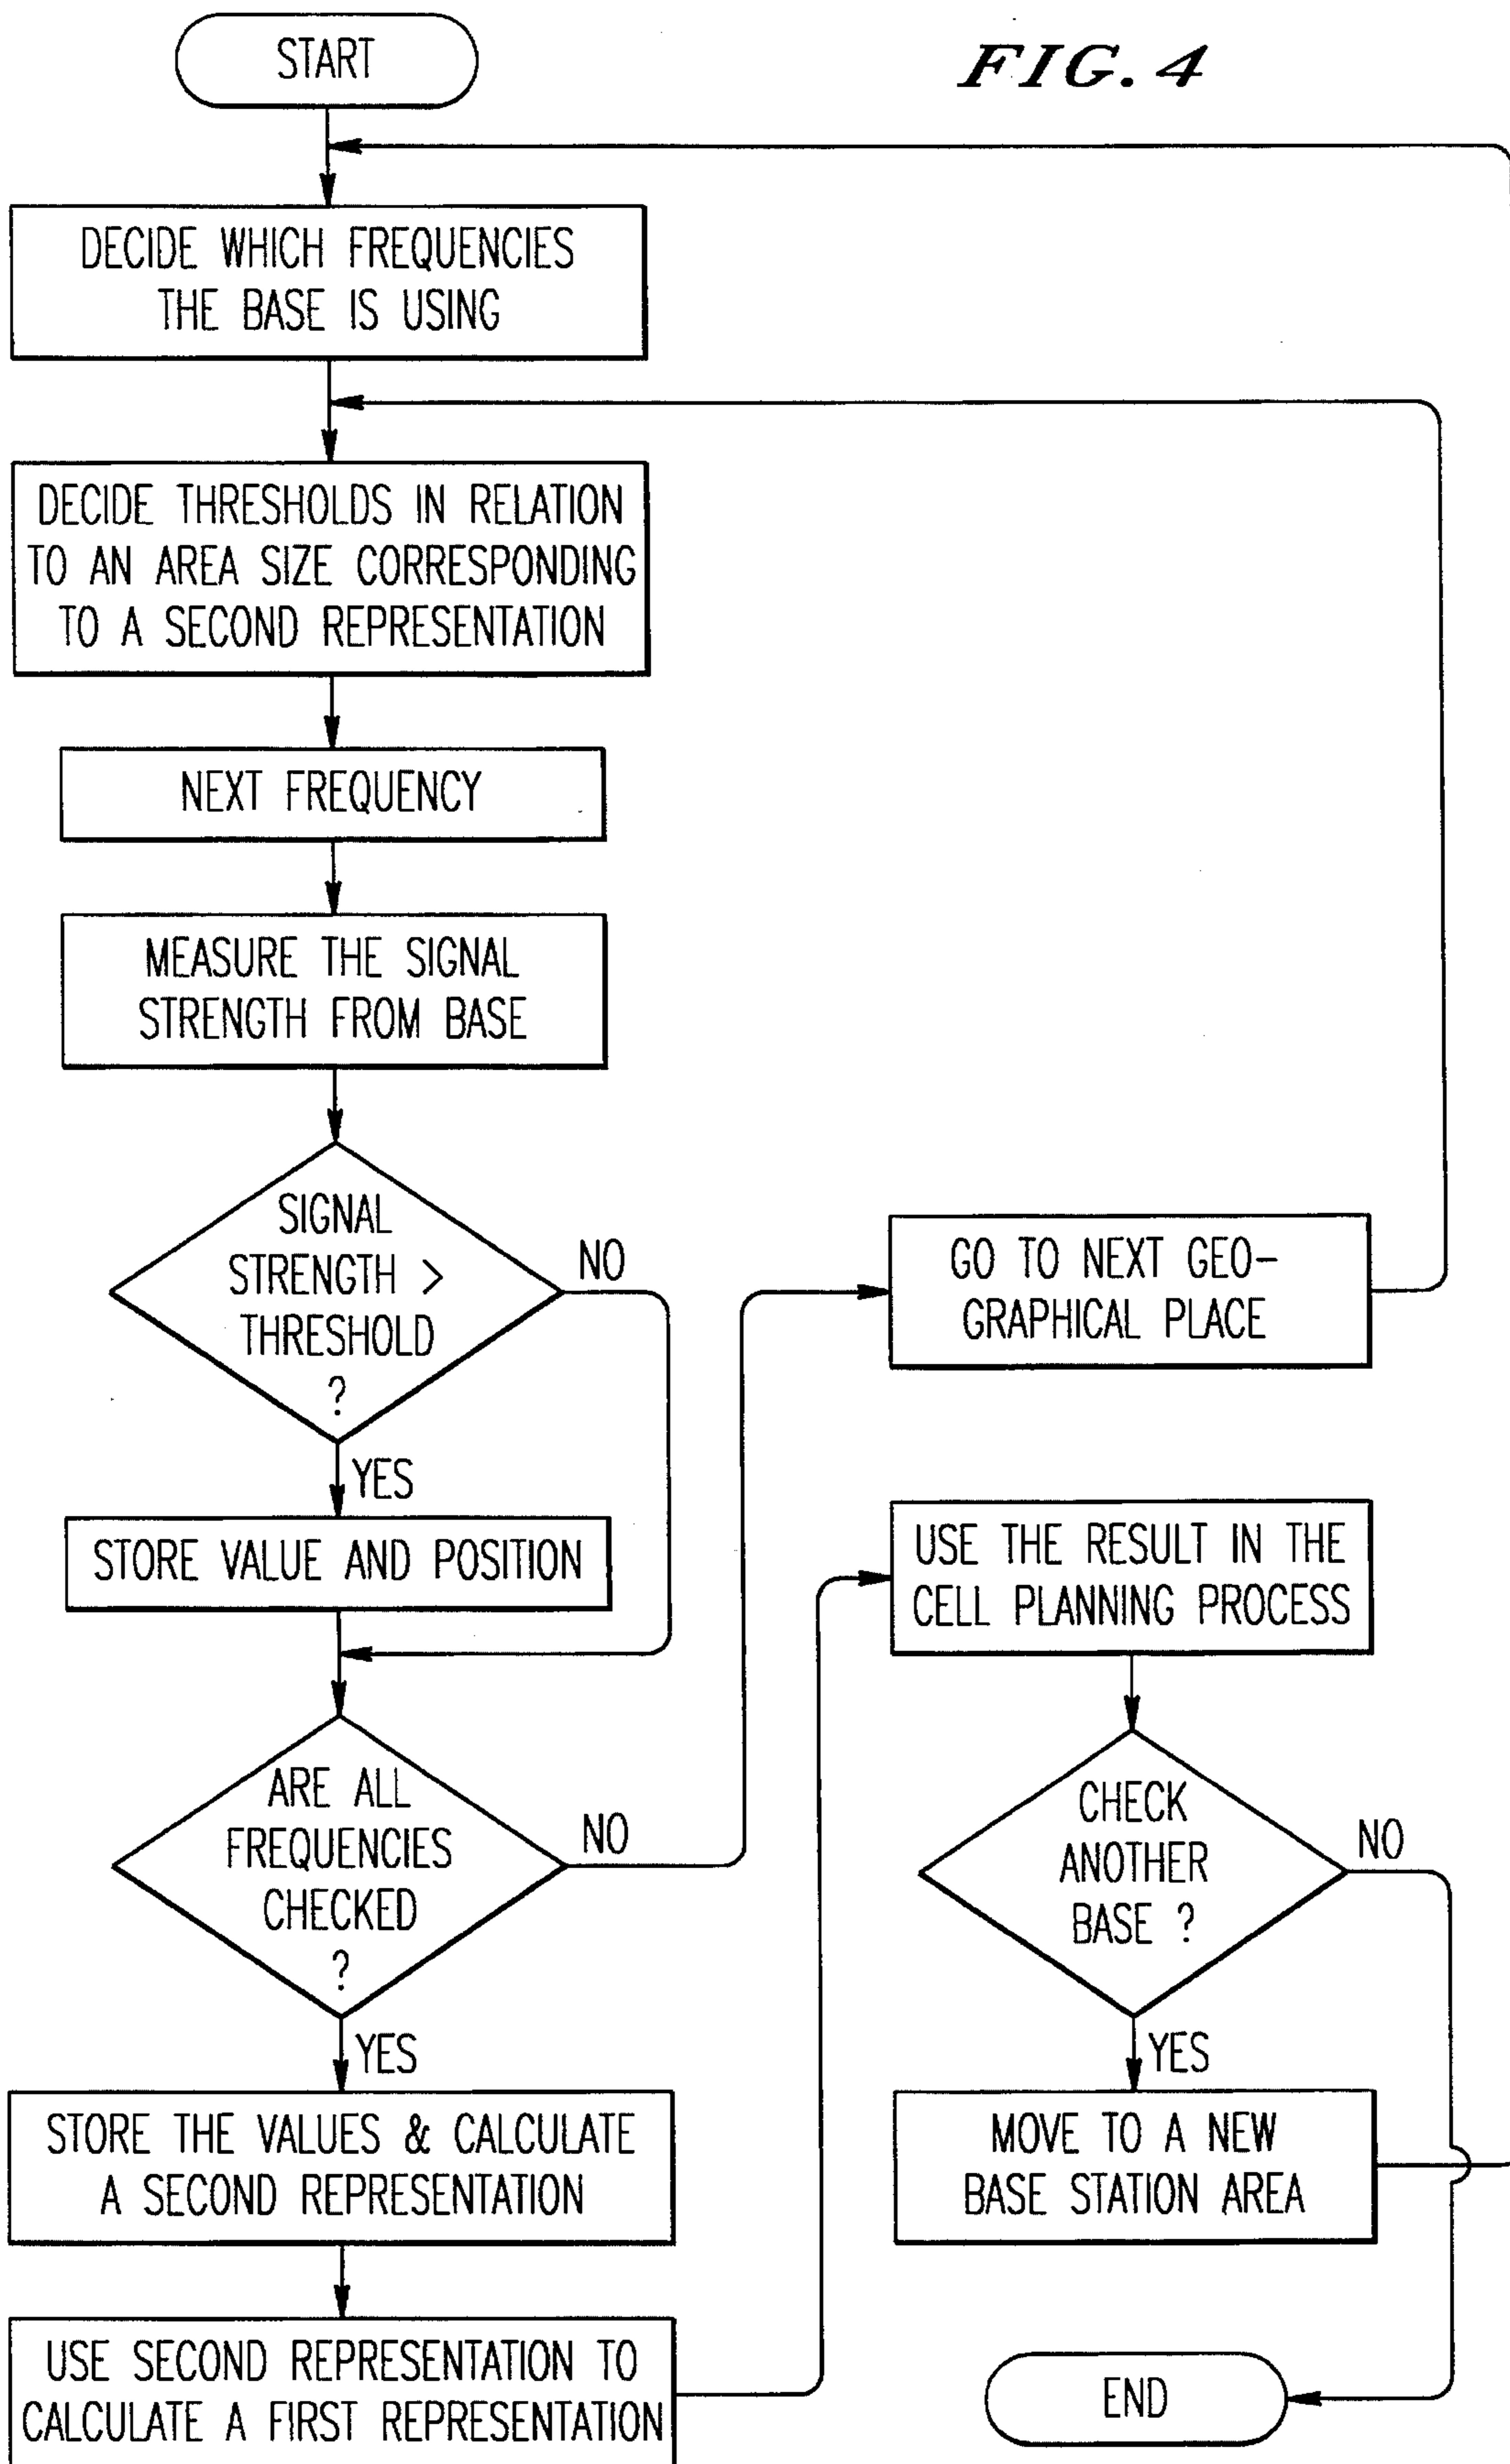 START
FIG. 4
DECIDE WHICH FREQUENCIES
THE BASE IS USING
DECIDE THRESHOLDS IN RELATION
TO AN AREA SIZE CORRESPONDING
TO A SECOND REPRESENTATION
NEXT FREQUENCY
MEASURE THE SIGNAL
STRENGTH FROM BASE
SIGNAL
STRENGTH >
THRESHOLD
?
NO
YES
STORE VALUE AND POSITION
ARE ALL
FREQUENCIES
CHECKED
?
NO
YES
STORE THE VALUES & CALCULATE
A SECOND REPRESENTATION
USE SECOND REPRESENTATION TO
CALCULATE A FIRST REPRESENTATION
GO TO NEXT GEO-
GRAPHICAL PLACE
USE THE RESULT IN THE
CELL PLANNING PROCESS
CHECK
ANOTHER
BASE ?
NO
YES
MOVE TO A NEW
BASE STATION AREA
END